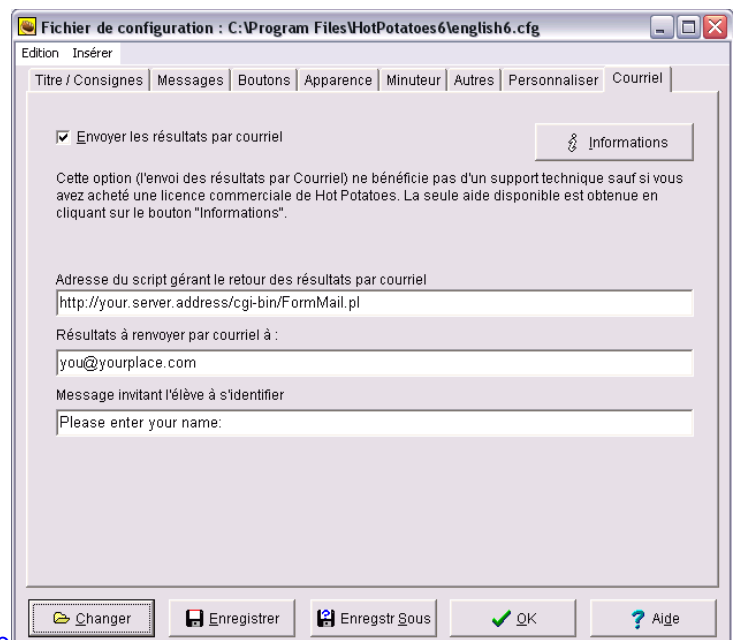 Fichier de configuration : C:\Program Files\HotPotatoes6\english6.cfg
Edition Insérer
Titre / Consignes Messages Boutons Apparence Minuteur Autres Personnaliser Courriel
Envoyer les résultats par courriel
Informations
Cette option (l'envoi des résultats par Courriel) ne bénéficie pas d'un support technique sauf si vous
avez acheté une licence commerciale de Hot Potatoes. La seule aide disponible est obtenue en
cliquant sur le bouton "Informations".
Adresse du script gérant le retour des résultats par courriel
http://your.server.address/cgi-bin/FormMail.pl
Résultats à renvoyer par courriel à :
you@yourplace.com
Message invitant l'élève à s'identifier
Please enter your name:
Changer Enregistrer Enregstr Sous OK Aide